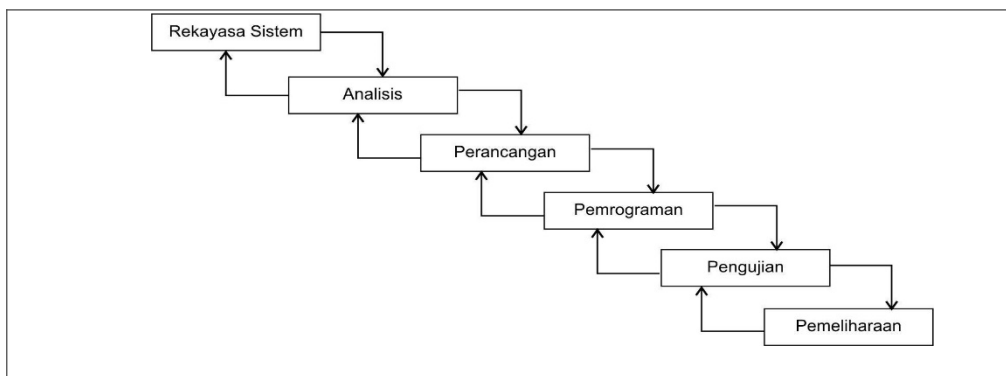 Rekayasa Sistem
Analisis
Perancangan
Pemrograman
Pengujian
Pemeliharaan